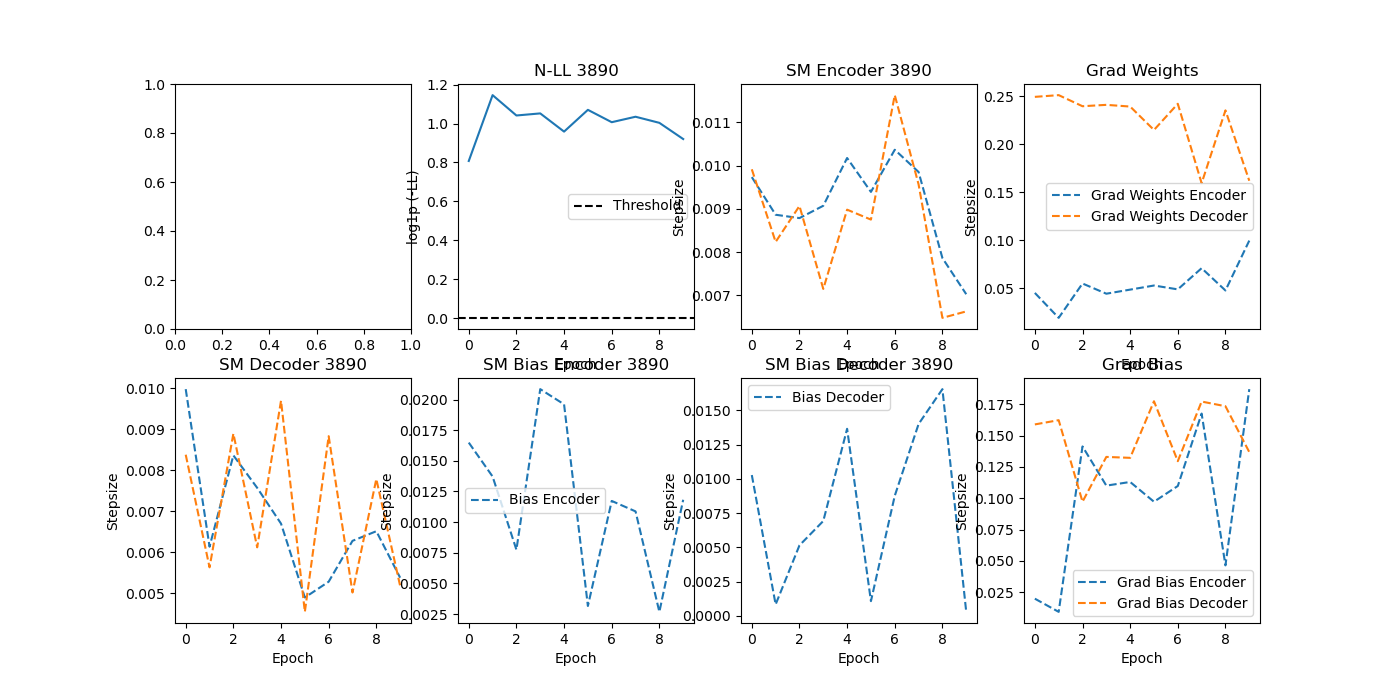 N-LL 3890
SM Encoder 3890
Grad Weights
1.0
0.8
0.6
0.4
0.2
0.0
0.0 0.2 0.4 0.6 0.8 1.0
log1p (-LL)
1.2
1.0
0.8
0.6
0.4
0.2
0.0
Threshold
0 2 4 6 8
Epoch
Stepsize
0.011
0.010
0.009
0.008
0.007
0 2 4 6 8
Epoch
Stepsize
0.25
0.20
0.15
0.10
0.05
Grad Weights Encoder
Grad Weights Decoder
0 2 4 6 8
Epoch
SM Decoder 3890
SM Bias Encoder 3890
SM Bias Decoder 3890
Grad Bias
Stepsize
0.010
0.009
0.008
0.007
0.006
0.005
0 2 4 6 8
Epoch
Stepsize
0.0200
0.0175
0.0150
0.0125
0.0100
0.0075
0.0050
0.0025
Bias Encoder
0 2 4 6 8
Epoch
Stepsize
0.0150
0.0125
0.0100
0.0075
0.0050
0.0025
0.0000
Bias Decoder
0 2 4 6 8
Epoch
Stepsize
0.175
0.150
0.125
0.100
0.075
0.050
0.025
Grad Bias Encoder
Grad Bias Decoder
0 2 4 6 8
Epoch